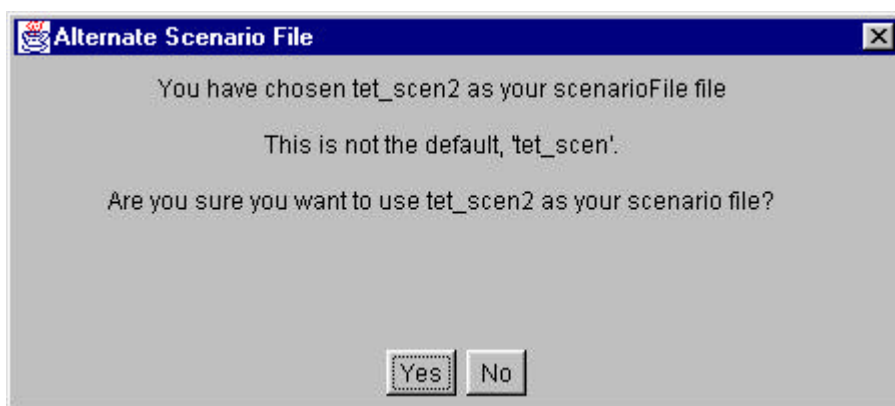 Alternate Scenario File
You have chosen tet_scen2 as your scenarioFile file
This is not the default, 'tet_scen'.
Are you sure you want to use tet_scen2 as your scenario file?
Yes No